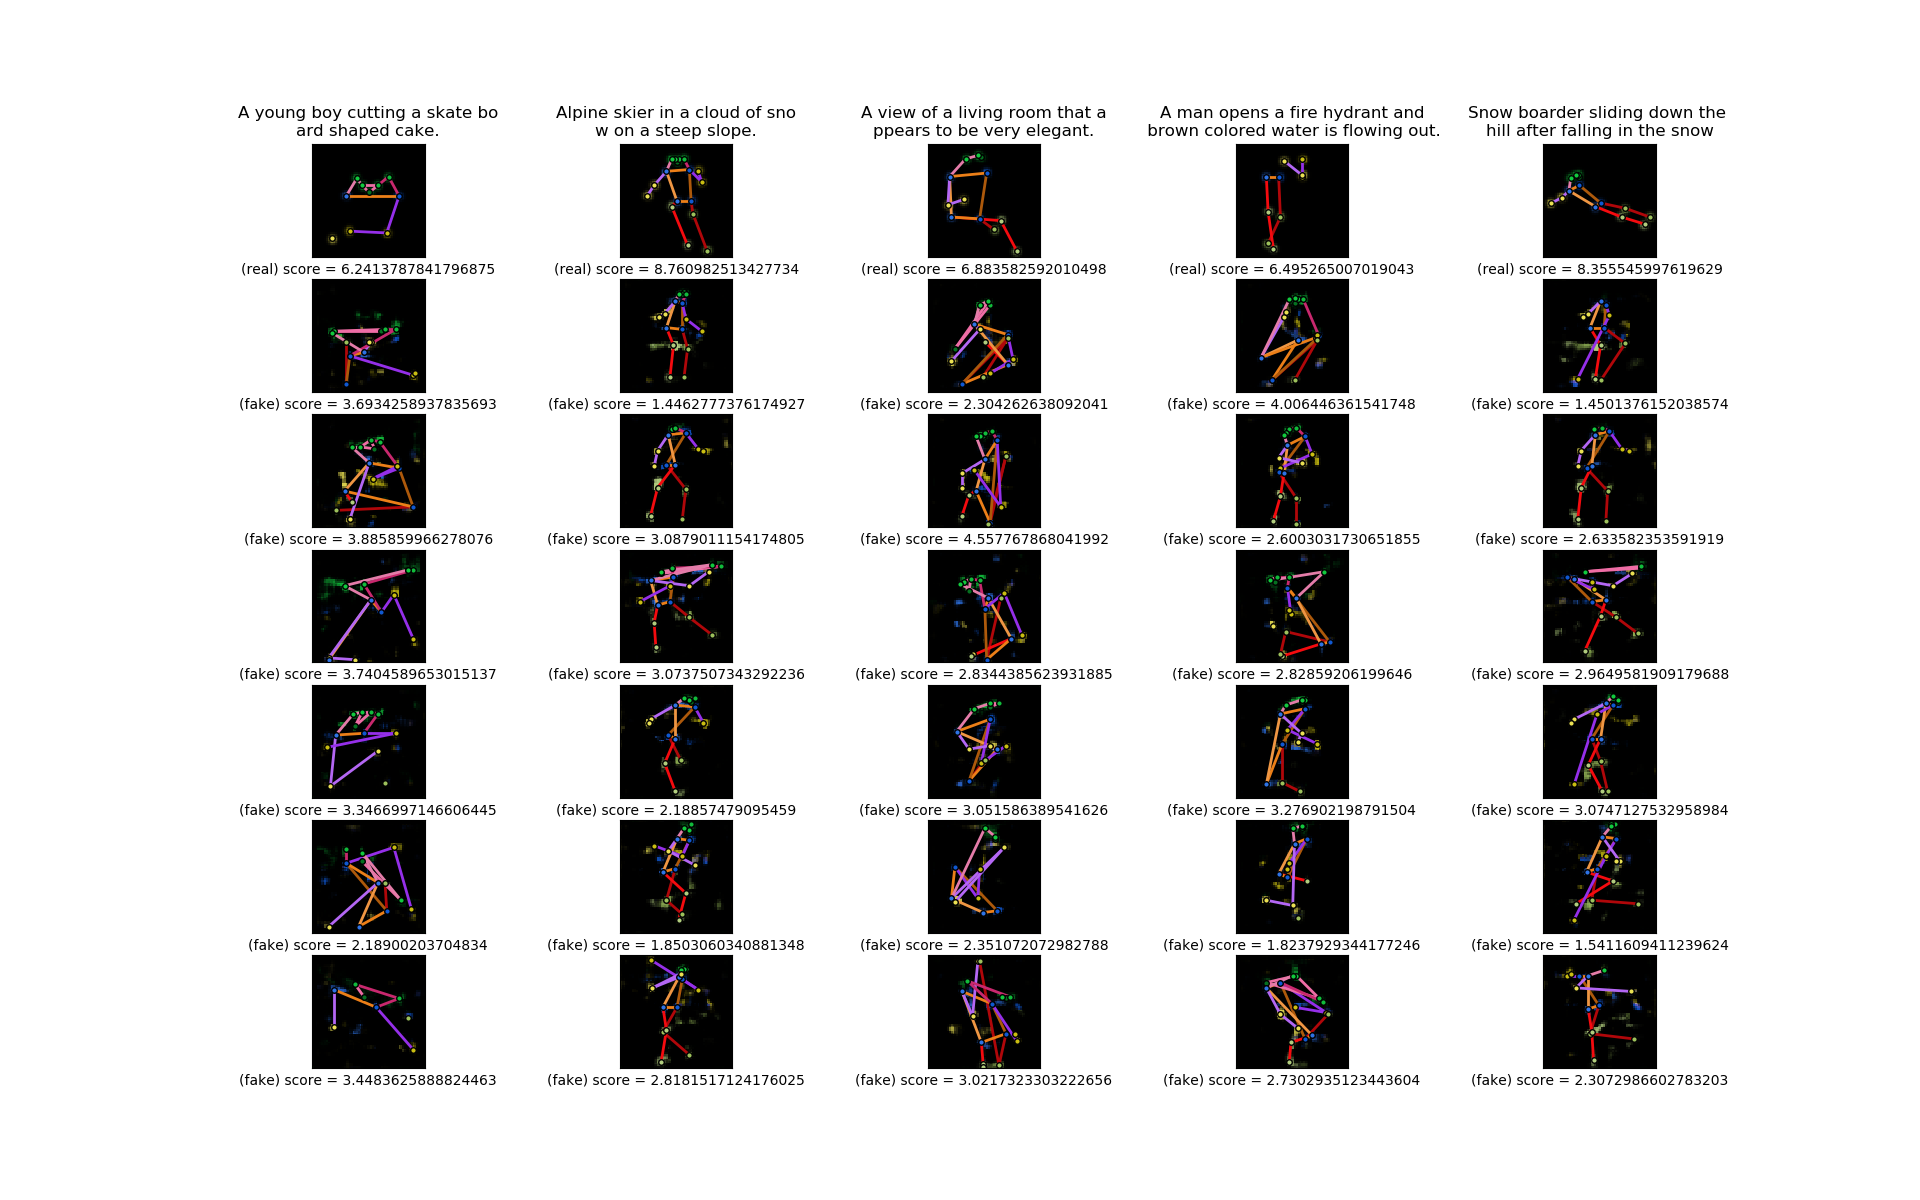 A young boy cutting a skate bo
ard shaped cake.
Alpine skier in a cloud of sno
w on a steep slope.
A view of a living room that a
ppears to be very elegant.
A man opens a fire hydrant and
brown colored water is flowing out.
Snow boarder sliding down the
hill after falling in the snow
(real) score = 6.2413787841796875
(real) score = 8.760982513427734
(real) score = 6.883582592010498
(real) score = 6.495265007019043
(real) score = 8.355545997619629
(fake) score = 3.6934258937835693
(fake) score = 1.4462777376174927
(fake) score = 2.304262638092041
(fake) score = 4.006446361541748
(fake) score = 1.4501376152038574
(fake) score = 3.885859966278076
(fake) score = 3.0879011154174805
(fake) score = 4.557767868041992
(fake) score = 2.6003031730651855
(fake) score = 2.633582353591919
(fake) score = 3.7404589653015137
(fake) score = 3.0737507343292236
(fake) score = 2.8344385623931885
(fake) score = 2.82859206199646
(fake) score = 2.9649581909179688
(fake) score = 3.3466997146606445
(fake) score = 2.18857479095459
(fake) score = 3.051586389541626
(fake) score = 3.276902198791504
(fake) score = 3.0747127532958984
(fake) score = 2.18900203704834
(fake) score = 1.8503060340881348
(fake) score = 2.351072072982788
(fake) score = 1.8237929344177246
(fake) score = 1.5411609411239624
(fake) score = 3.4483625888824463
(fake) score = 2.8181517124176025
(fake) score = 3.0217323303222656
(fake) score = 2.7302935123443604
(fake) score = 2.3072986602783203